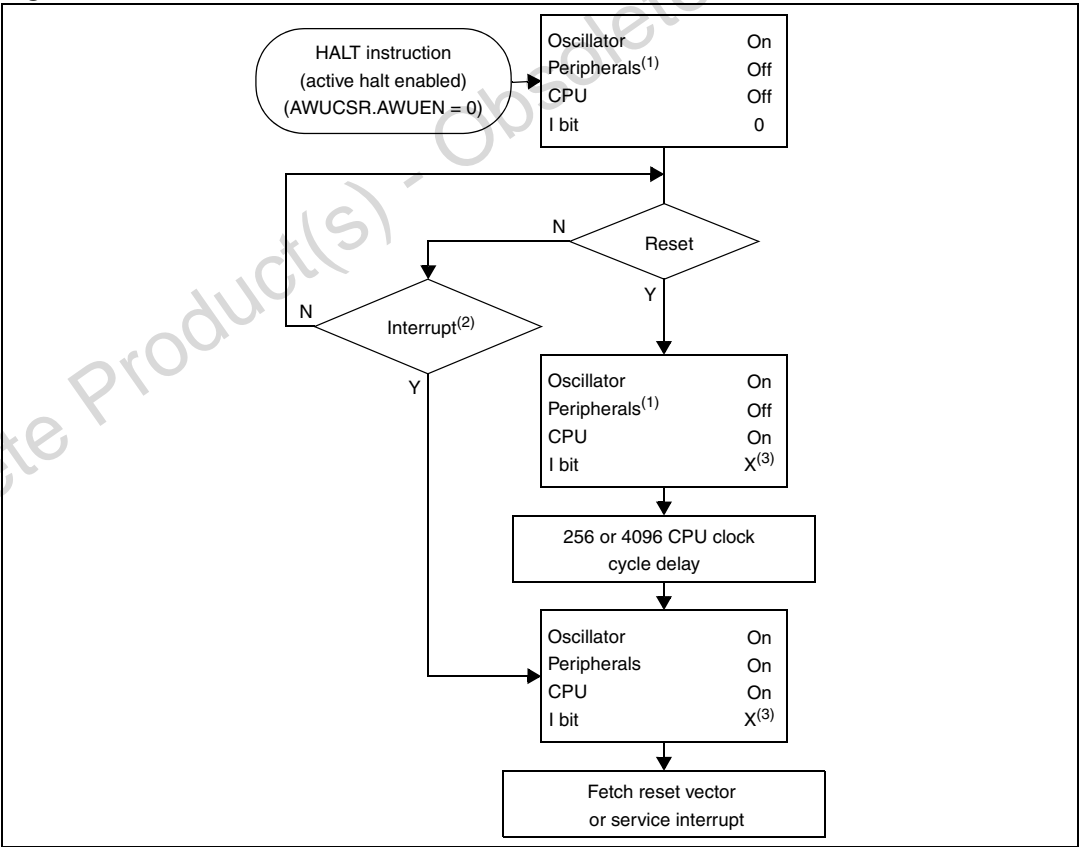 HALT instruction
(active halt enabled)
(AWUCSR.AWUEN = 0)
Oscillator On
Peripherals(1) Off
CPU Off
I bit 0
Reset
N
Y
Interrupt(2)
N
Y
Oscillator On
Peripherals(1) Off
CPU On
I bit X(3)
256 or 4096 CPU clock
cycle delay
Oscillator On
Peripherals On
CPU On
I bit X(3)
Fetch reset vector
or service interrupt
Product(s) - Obsolete